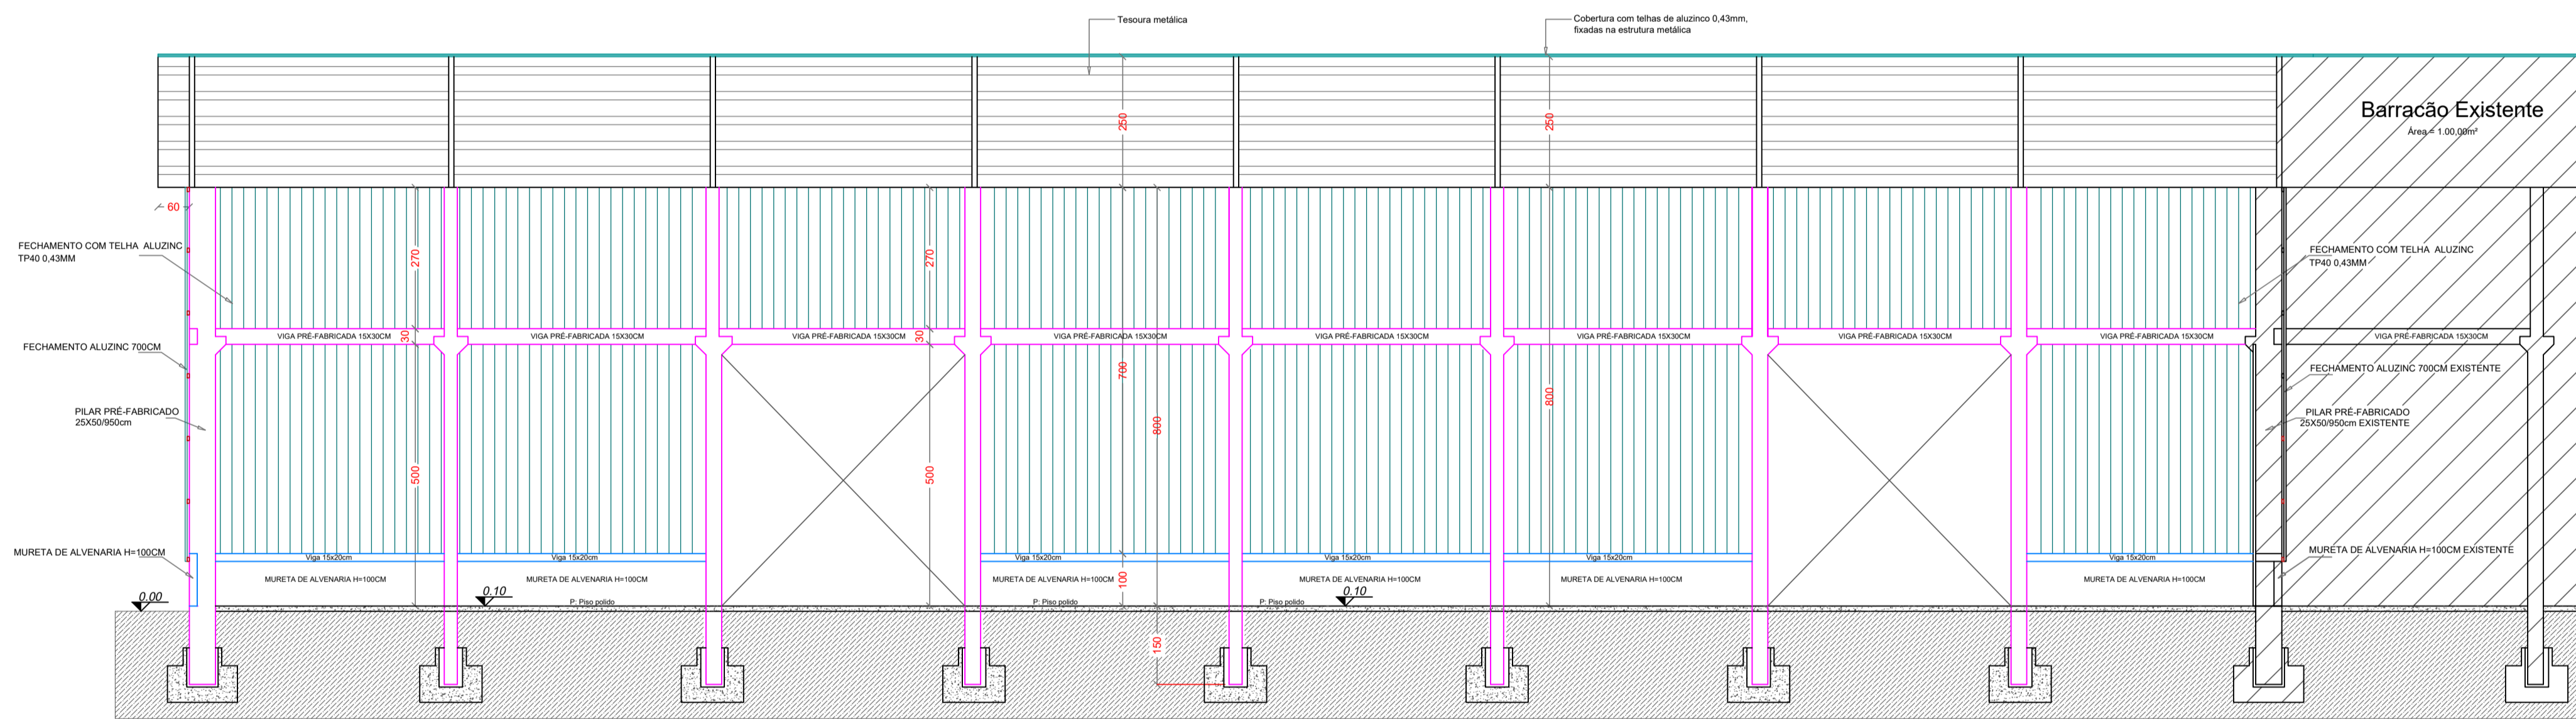 Tesoura metálica
Cobertura com telhas de aluzinco 0,43mm,
fixadas na estrutura metálica
Barracão Existente
Área = 1.00,00m²
250
250
60
FECHAMENTO COM TELHA ALUZINC
TP40 0,43MM
270
270
FECHAMENTO COM TELHA ALUZINC
TP40 0,43MM
VIGA PRÉ-FABRICADA 15X30CM
30
VIGA PRÉ-FABRICADA 15X30CM
VIGA PRÉ-FABRICADA 15X30CM
30
VIGA PRÉ-FABRICADA 15X30CM
VIGA PRÉ-FABRICADA 15X30CM
VIGA PRÉ-FABRICADA 15X30CM
VIGA PRÉ-FABRICADA 15X30CM
VIGA PRÉ-FABRICADA 15X30CM
VIGA PRÉ-FABRICADA 15X30CM
FECHAMENTO ALUZINC 700CM
700
800
800
FECHAMENTO ALUZINC 700CM EXISTENTE
PILAR PRÉ-FABRICADO
25X50/950cm
PILAR PRÉ-FABRICADO
25X50/950cm EXISTENTE
500
500
MURETA DE ALVENARIA H=100CM
Viga 15x20cm
Viga 15x20cm
Viga 15x20cm
Viga 15x20cm
Viga 15x20cm
Viga 15x20cm
MURETA DE ALVENARIA H=100CM EXISTENTE
MURETA DE ALVENARIA H=100CM
MURETA DE ALVENARIA H=100CM
MURETA DE ALVENARIA H=100CM
100
MURETA DE ALVENARIA H=100CM
MURETA DE ALVENARIA H=100CM
MURETA DE ALVENARIA H=100CM
0.00
0.10
P: Piso polido
P: Piso polido
P: Piso polido
0.10
150